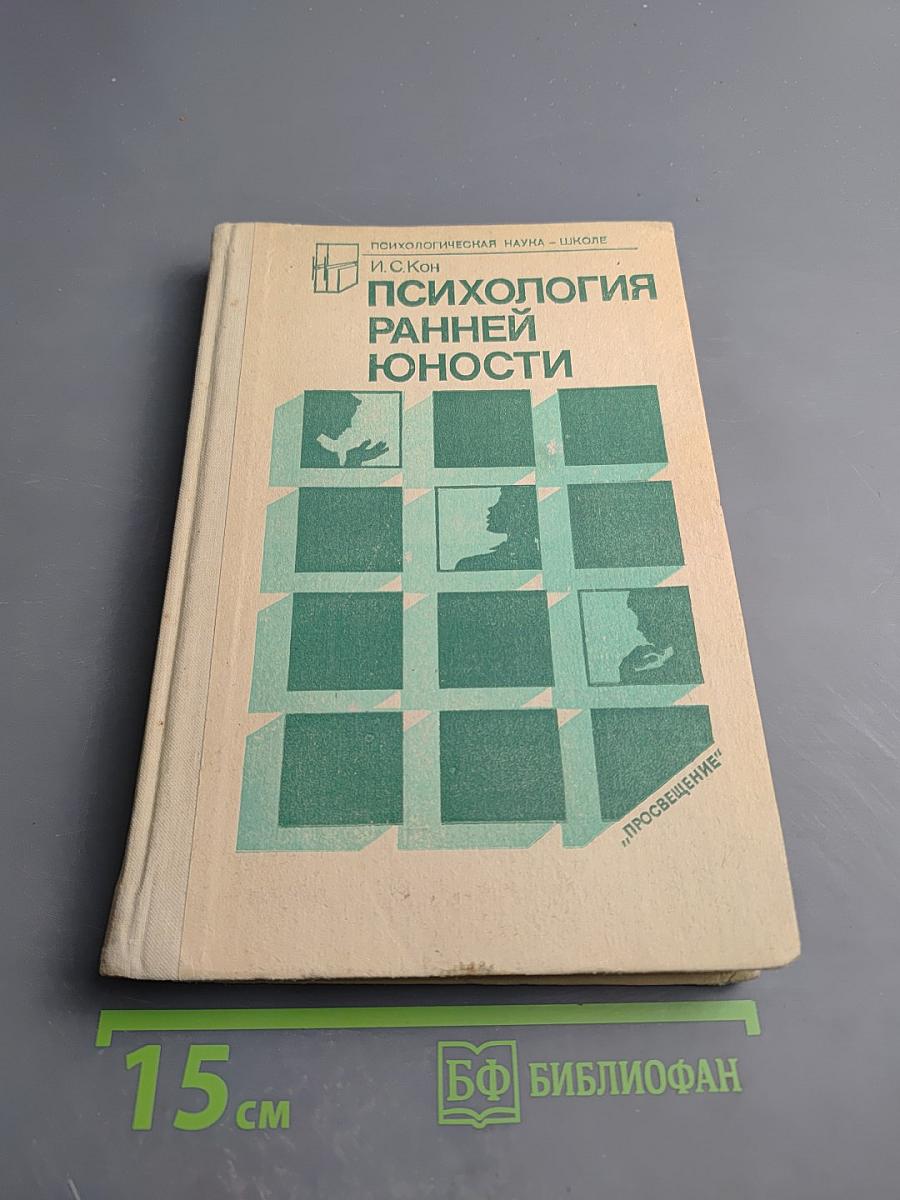 ПСИХОЛОГИЧЕСКАЯ НАУКА – ШКОЛЕ
И. С. Кон
ПСИХОЛОГИЯ
РАННЕЙ
ЮНОСТИ
„ПРОСВЕЩЕНИЕ“
15 СМ
БФ БИБЛИОФАН